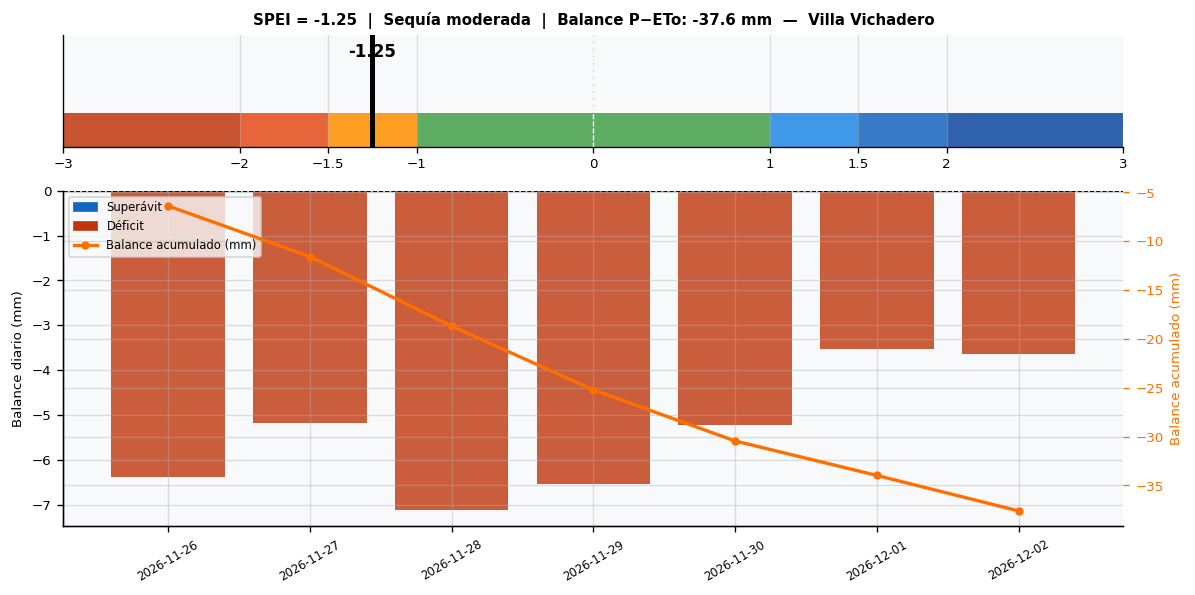 SPEI = -1.25  |  Sequía moderada  |  Balance P−ETo: -37.6 mm  —  Villa Vichadero
-1.25
−3 −2 −1.5 −1 0 1 1.5 2 3
Superávit
Déficit
Balance acumulado (mm)
Balance diario (mm)
0
−1
−2
−3
−4
−5
−6
−7
−5
−10
−15
−20
−25
−30
−35
Balance acumulado (mm)
2026-11-26 2026-11-27 2026-11-28 2026-11-29 2026-11-30 2026-12-01 2026-12-02